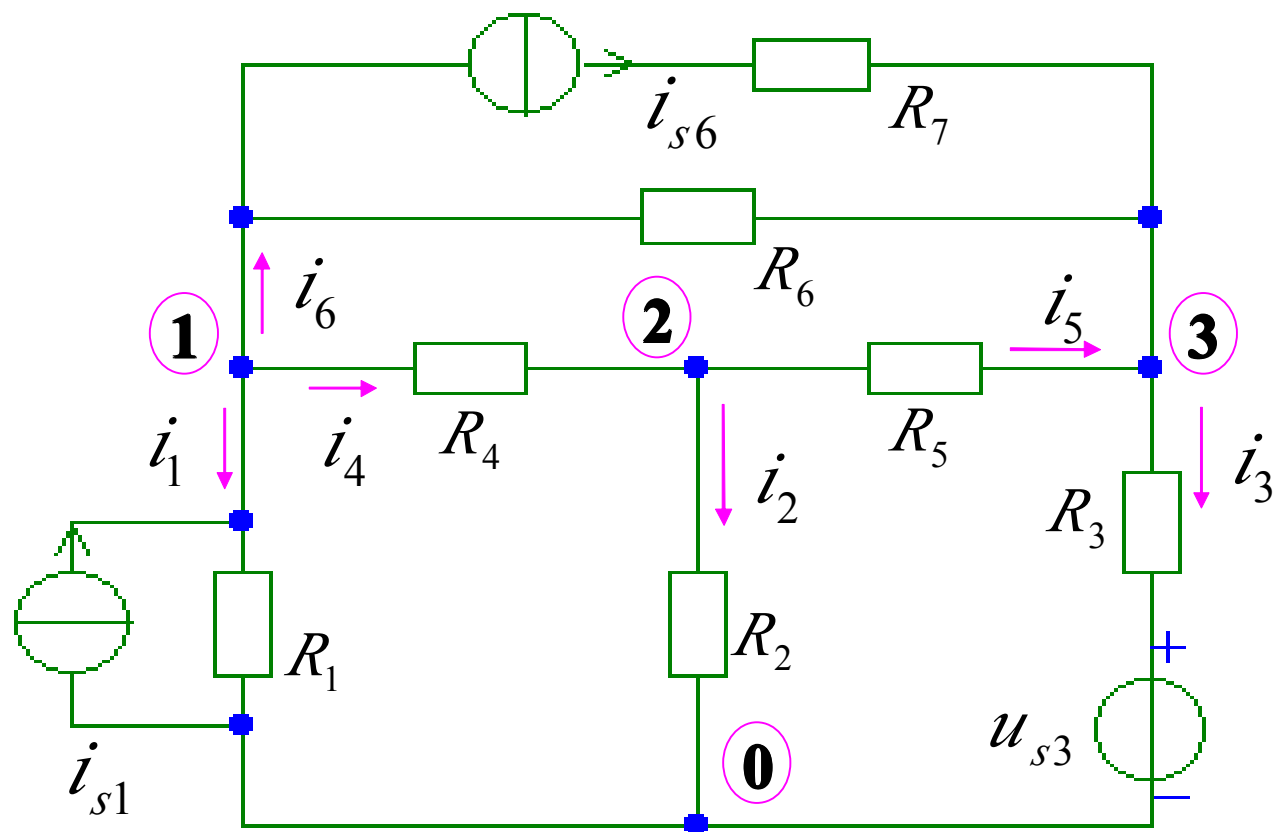 i_s6
R_7
R_6
i_6
1
2
i_5
3
i_1
i_4
R_4
R_5
i_2
i_3
R_3
R_1
R_2
+
u_s3
0
i_s1
−